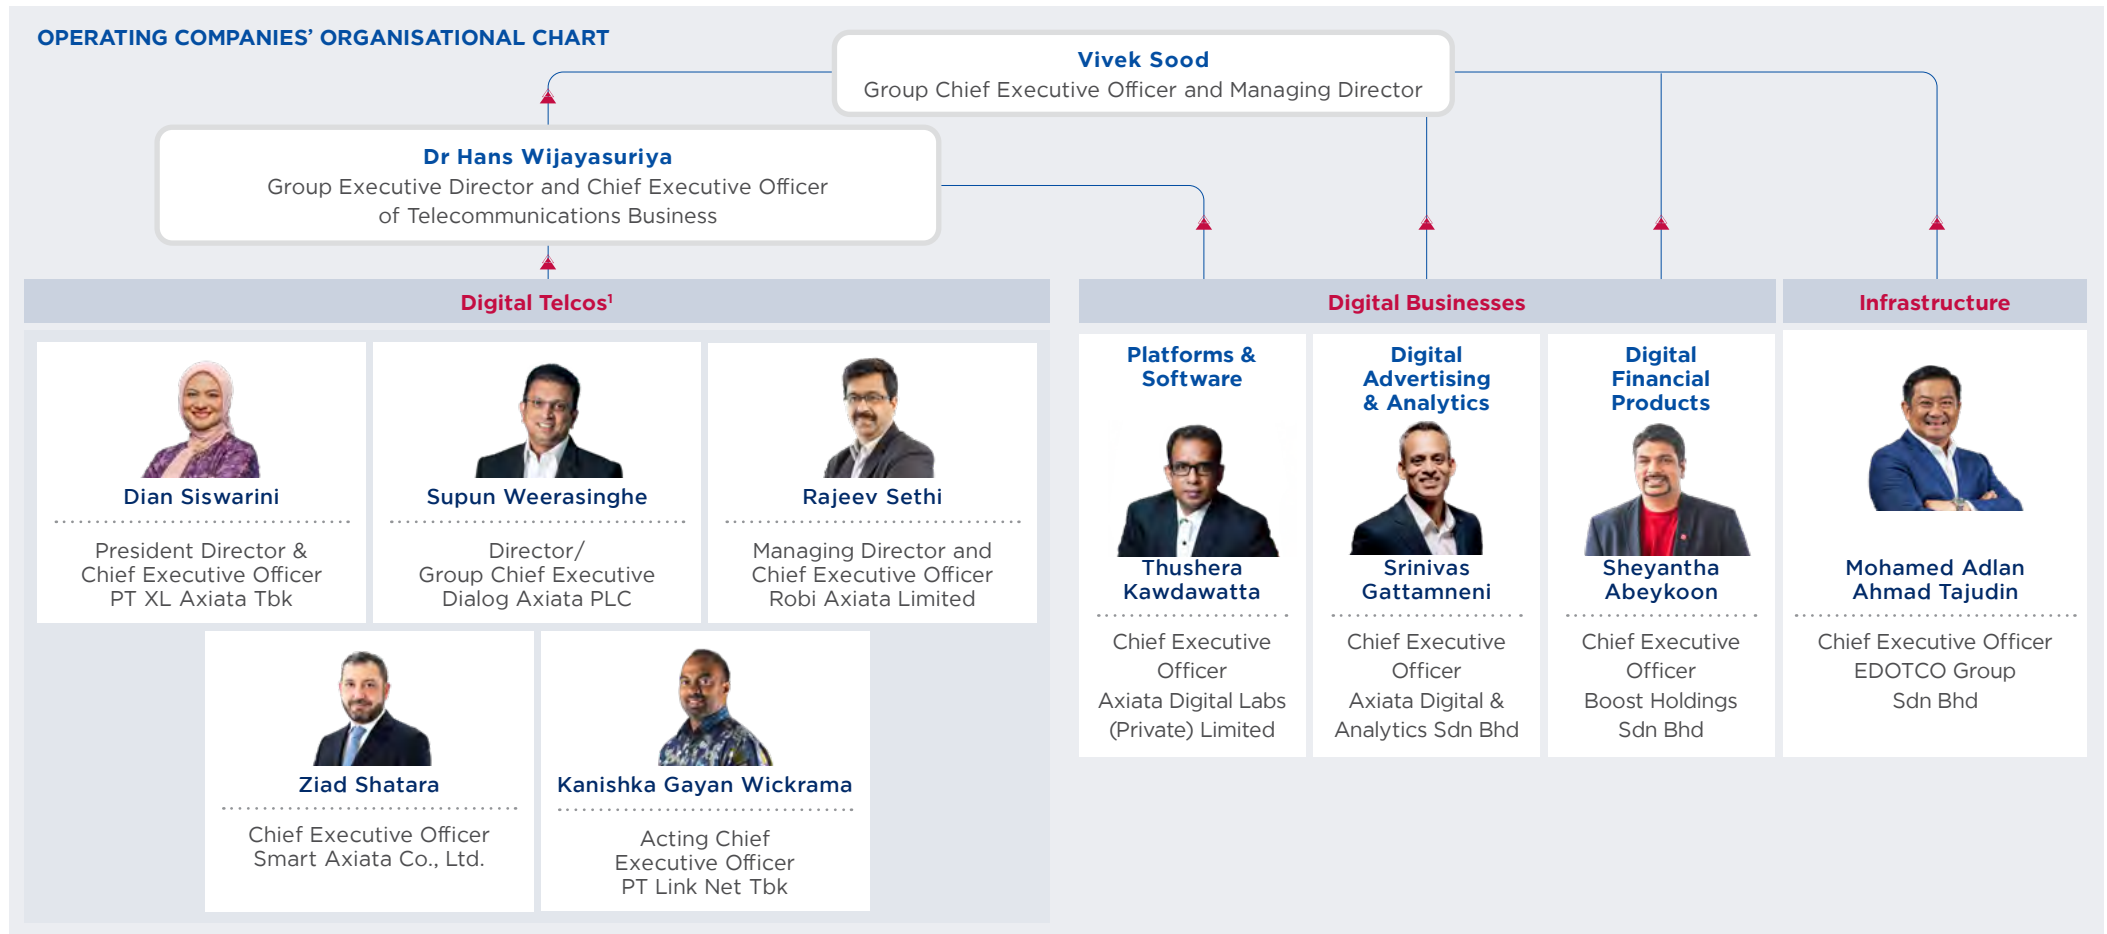 OPERATING COMPANIES’ ORGANISATIONAL CHART
Vivek Sood
Group Chief Executive Officer and Managing Director
Dr Hans Wijayasuriya
Group Executive Director and Chief Executive Officer
of Telecommunications Business
Digital Telcos¹
Dian Siswarini
President Director &
Chief Executive Officer
PT XL Axiata Tbk
Supun Weerasinghe
Director/
Group Chief Executive
Dialog Axiata PLC
Rajeev Sethi
Managing Director and
Chief Executive Officer
Robi Axiata Limited
Ziad Shatara
Chief Executive Officer
Smart Axiata Co., Ltd.
Kanishka Gayan Wickrama
Acting Chief
Executive Officer
PT Link Net Tbk
Digital Businesses
Platforms &
Software
Thushera
Kawdawatta
Chief Executive
Officer
Axiata Digital Labs
(Private) Limited
Digital
Advertising
& Analytics
Srinivas
Gattamneni
Chief Executive
Officer
Axiata Digital &
Analytics Sdn Bhd
Digital
Financial
Products
Sheyantha
Abeykoon
Chief Executive
Officer
Boost Holdings
Sdn Bhd
Infrastructure
Mohamed Adlan
Ahmad Tajudin
Chief Executive Officer
EDOTCO Group
Sdn Bhd